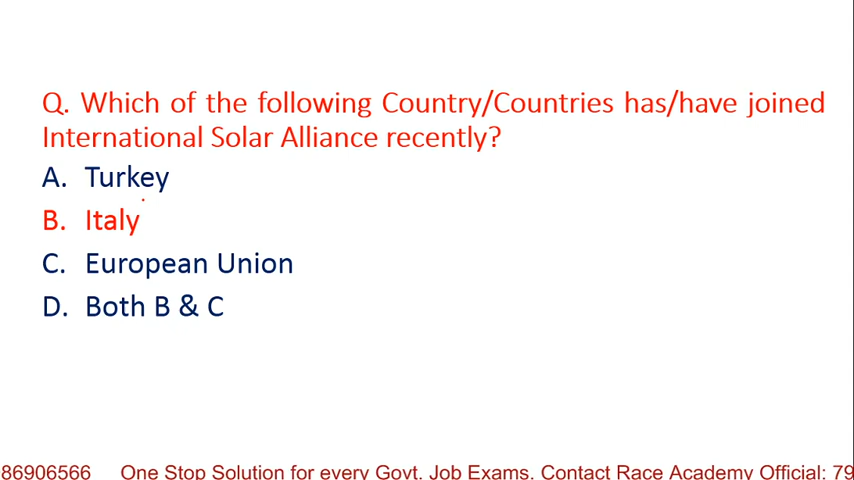 Q. Which of the following Country/Countries has/have joined
International Solar Alliance recently?
A. Turkey
B. Italy
C. European Union
D. Both B & C
86906566 One Stop Solution for every Govt. Job Exams. Contact Race Academy Official: 79